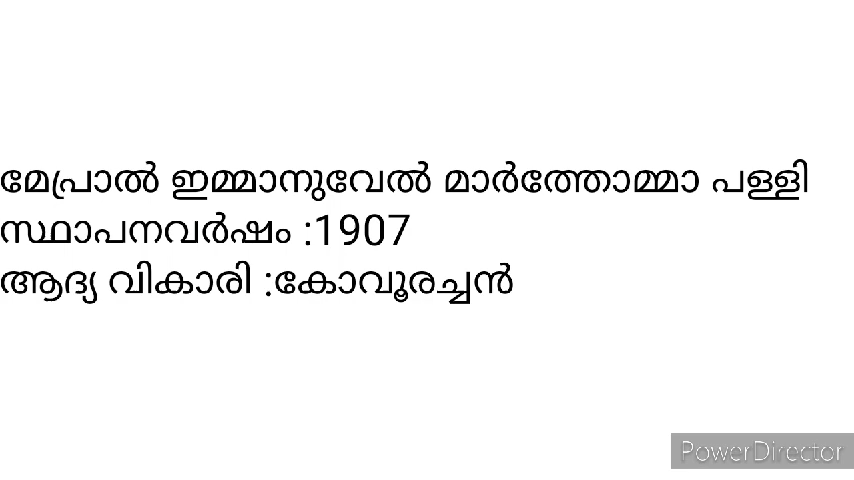 മേപ്രാൽ ഇമ്മാനുവേൽ മാർത്തോമ്മാ പള്ളി
സ്ഥാപനവർഷം :1907
ആദ്യ വികാരി :കോവൂരച്ചൻ
PowerDirector